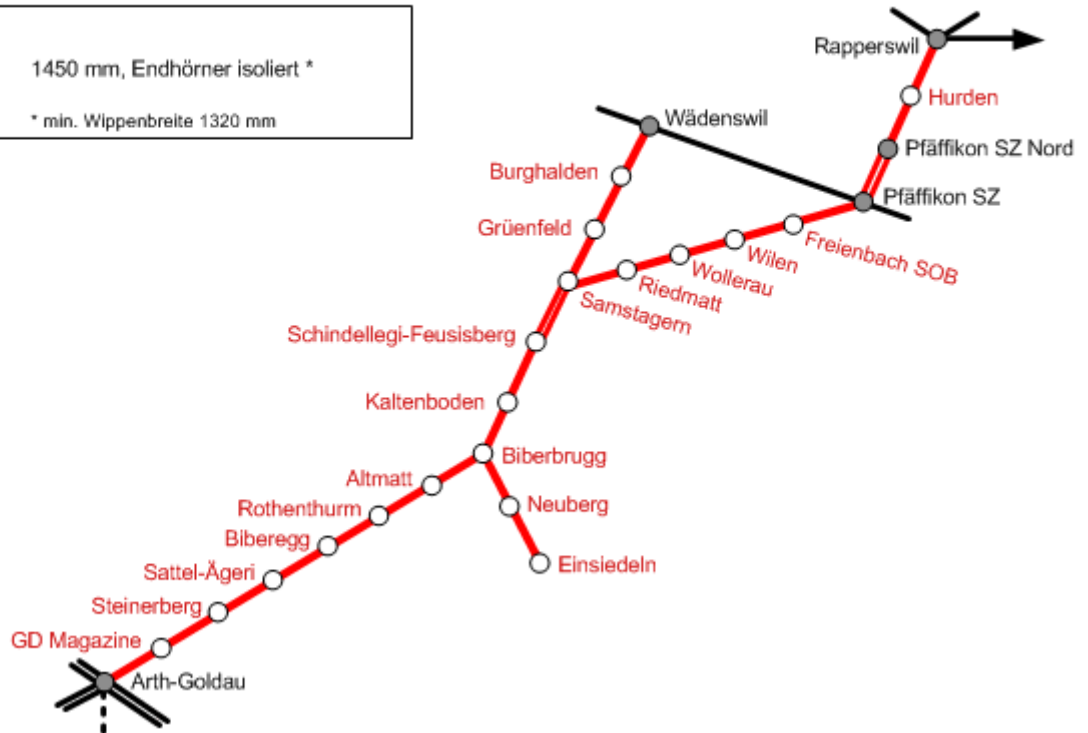 1450 mm, Endhörner isoliert *
* min. Wippenbreite 1320 mm
Rapperswil
Hurden
Wädenswil
Pfäffikon SZ Nord
Burghalden
Pfäffikon SZ
Grüenfeld
Freienbach SOB
Wilen
Wollerau
Riedmatt
Samstagern
Schindellegi-Feusisberg
Kaltenboden
Biberbrugg
Altmatt
Neuberg
Rothenthurm
Biberegg
Einsiedeln
Sattel-Ägeri
Steinerberg
GD Magazine
Arth-Goldau